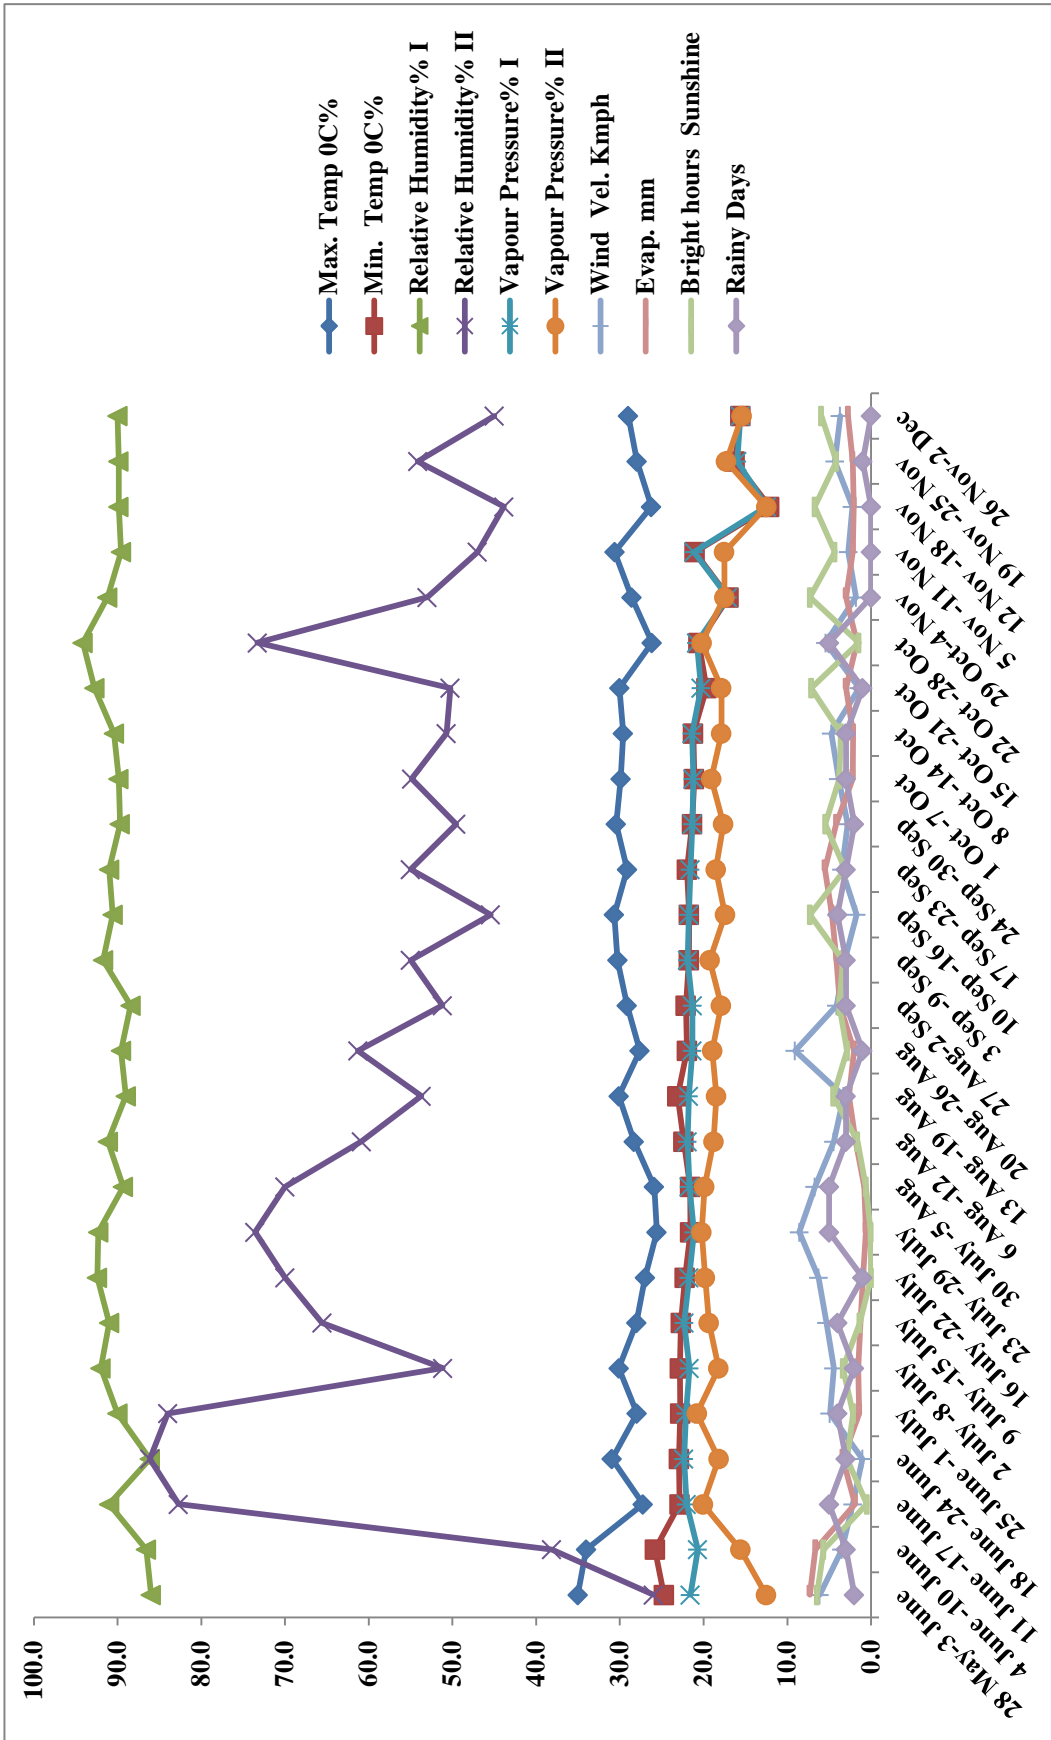 100.0
90.0
80.0
70.0
60.0
50.0
40.0
30.0
20.0
10.0
0.0
28 May-3 June
4 June -10 June
11 June -17 June
18 June -24 June
25 June -1 July
2 July -8 July
9 July -15 July
16 July -22 July
23 July -29 July
30 July -5 Aug
6 Aug -12 Aug
13 Aug -19 Aug
20 Aug -26 Aug
27 Aug-2 Sep
3 Sep -9 Sep
10 Sep -16 Sep
17 Sep -23 Sep
24 Sep -30 Sep
1 Oct -7 Oct
8 Oct -14 Oct
15 Oct -21 Oct
22 Oct -28 Oct
29 Oct-4 Nov
5 Nov -11 Nov
12 Nov -18 Nov
19 Nov -25 Nov
26 Nov-2 Dec
Max. Temp 0C%
Min. Temp 0C%
Relative Humidity% I
Relative Humidity% II
Vapour Pressure% I
Vapour Pressure% II
Wind Vel. Kmph
Evap. mm
Bright hours Sunshine
Rainy Days